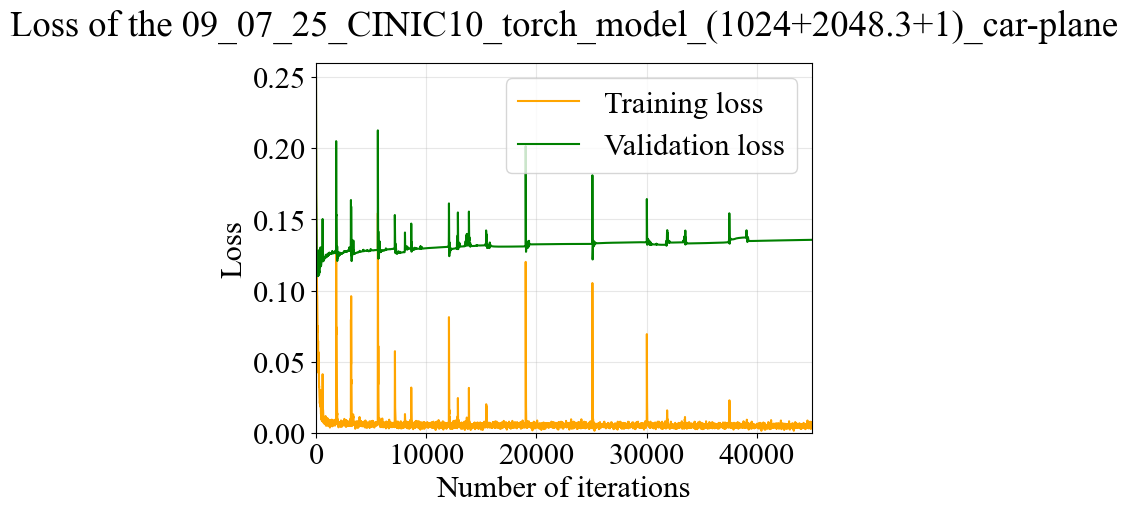 Loss of the 09_07_25_CINIC10_torch_model_(1024+2048.3+1)_car-plane
0.25
0.20
0.15
0.10
0.05
0.00
Loss
Training loss
Validation loss
0 10000 20000 30000 40000
Number of iterations